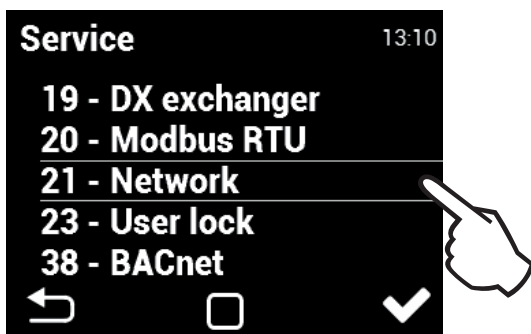 Service 13:10
19 - DX exchanger
20 - Modbus RTU
21 - Network
23 - User lock
38 - BACnet